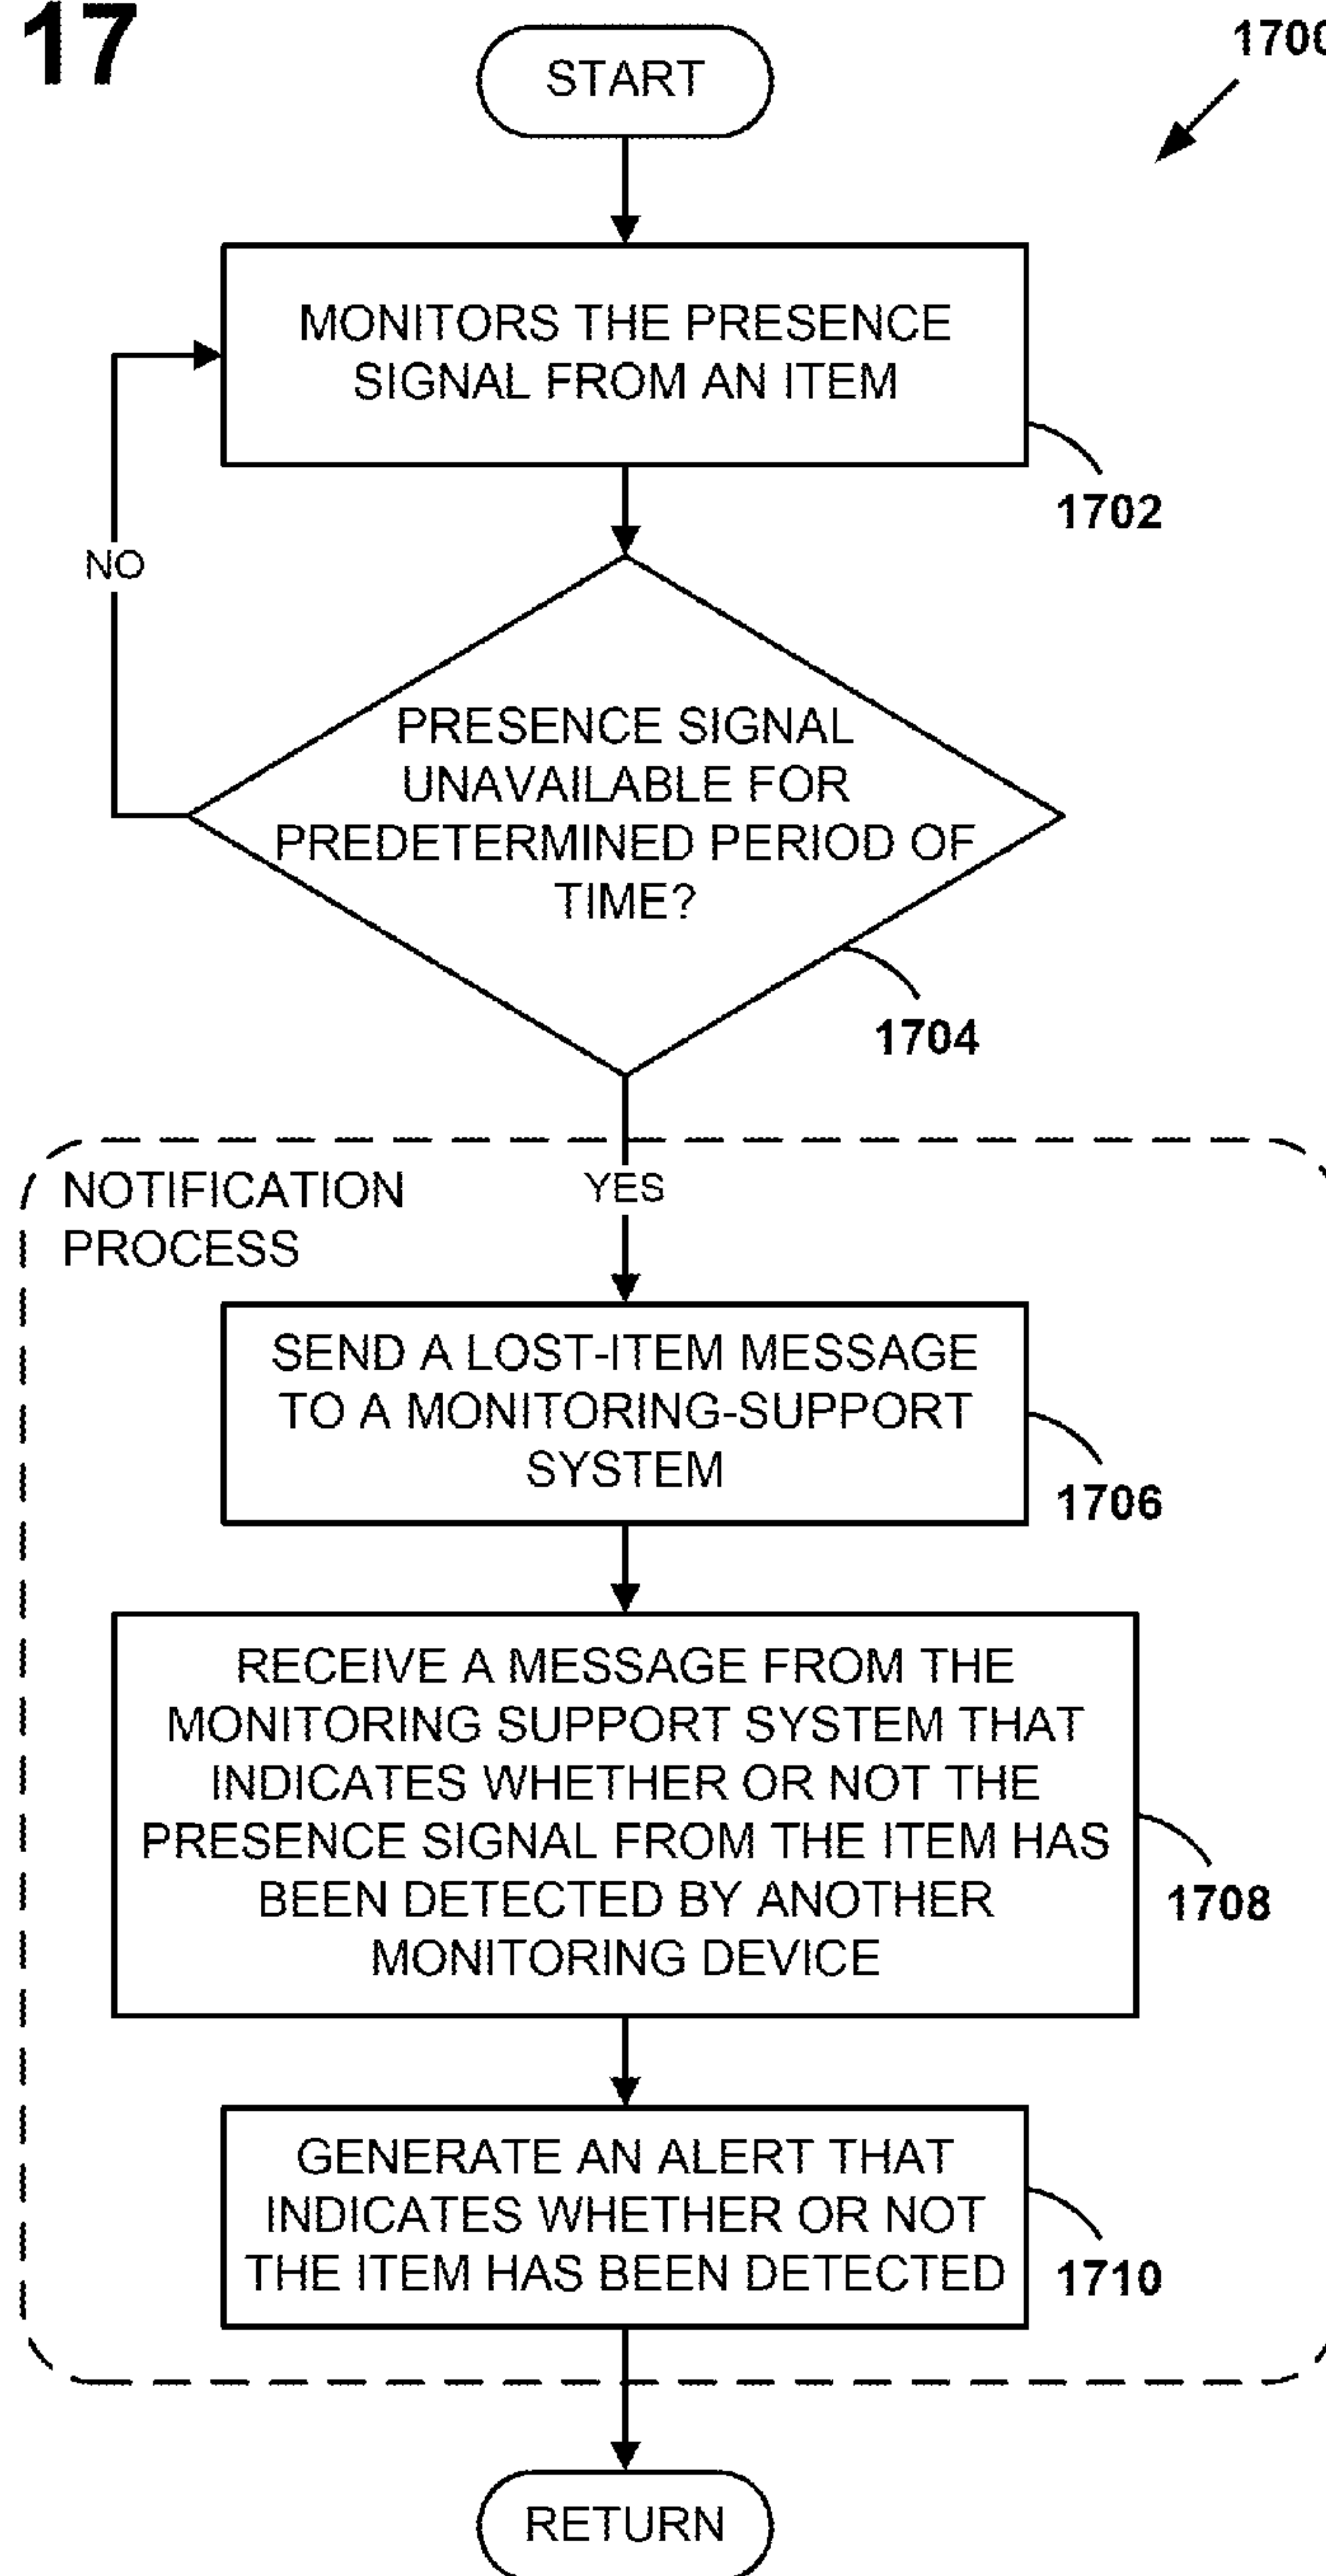 17
1700
START
MONITORS THE PRESENCE
SIGNAL FROM AN ITEM
1702
NO
PRESENCE SIGNAL
UNAVAILABLE FOR
PREDETERMINED PERIOD OF
TIME?
1704
NOTIFICATION
PROCESS
YES
SEND A LOST-ITEM MESSAGE
TO A MONITORING-SUPPORT
SYSTEM
1706
RECEIVE A MESSAGE FROM THE
MONITORING SUPPORT SYSTEM THAT
INDICATES WHETHER OR NOT THE
PRESENCE SIGNAL FROM THE ITEM HAS
BEEN DETECTED BY ANOTHER
MONITORING DEVICE
1708
GENERATE AN ALERT THAT
INDICATES WHETHER OR NOT
THE ITEM HAS BEEN DETECTED
1710
RETURN